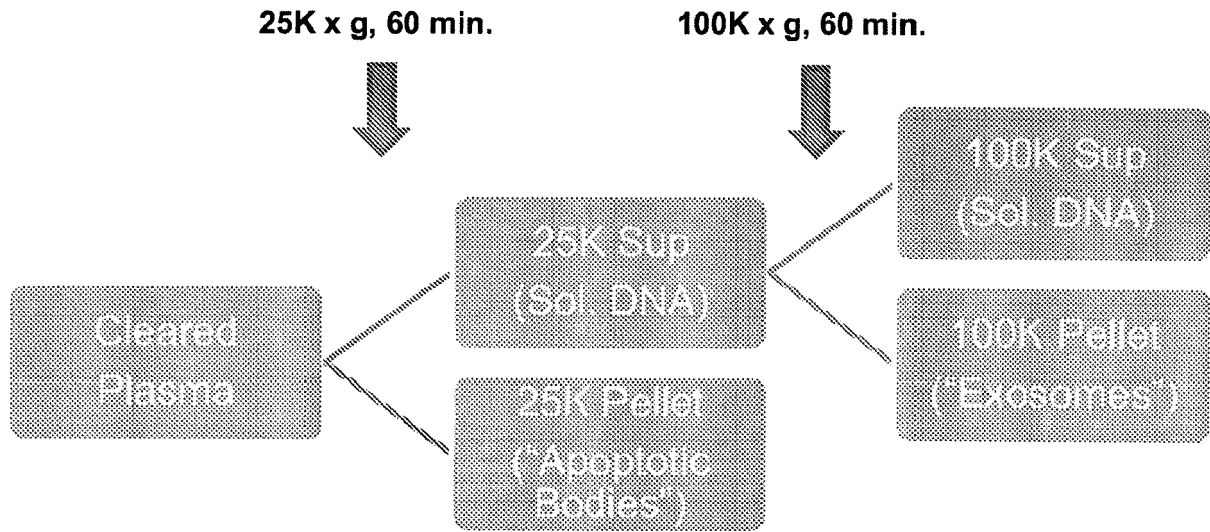 25K x g, 60 min.
100K x g, 60 min.
Cleared
Plasma
25K Sup
(Sol. DNA)
25K Pellet
("Apoptotic
Bodies")
100K Sup
(Sol. DNA)
100K Pellet
("Exosomes")